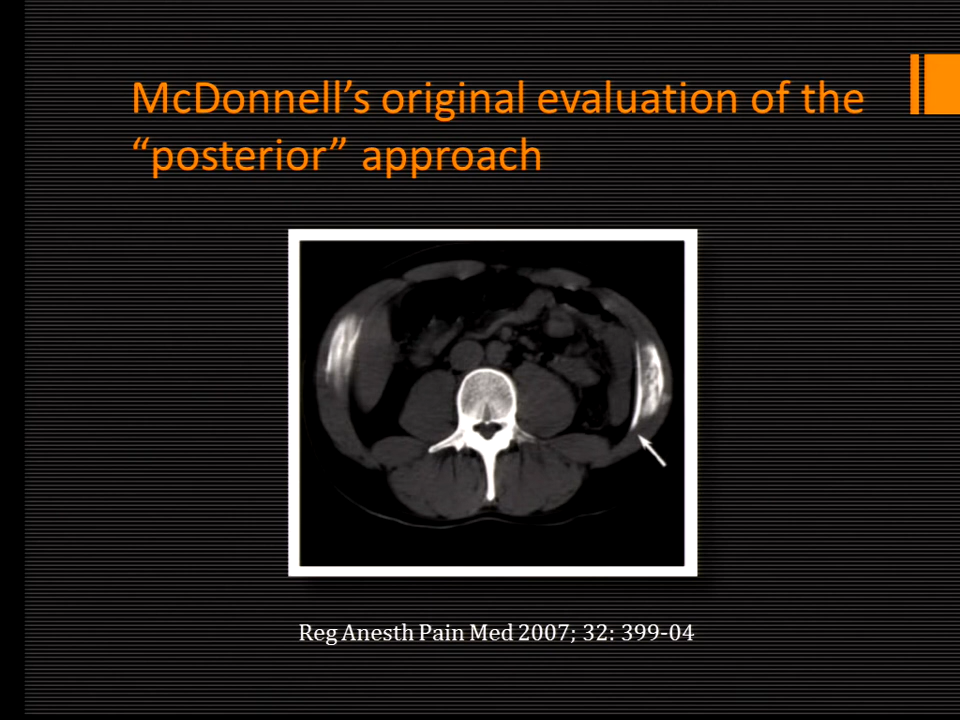 McDonnell’s original evaluation of the
“posterior” approach
Reg Anesth Pain Med 2007; 32: 399-04